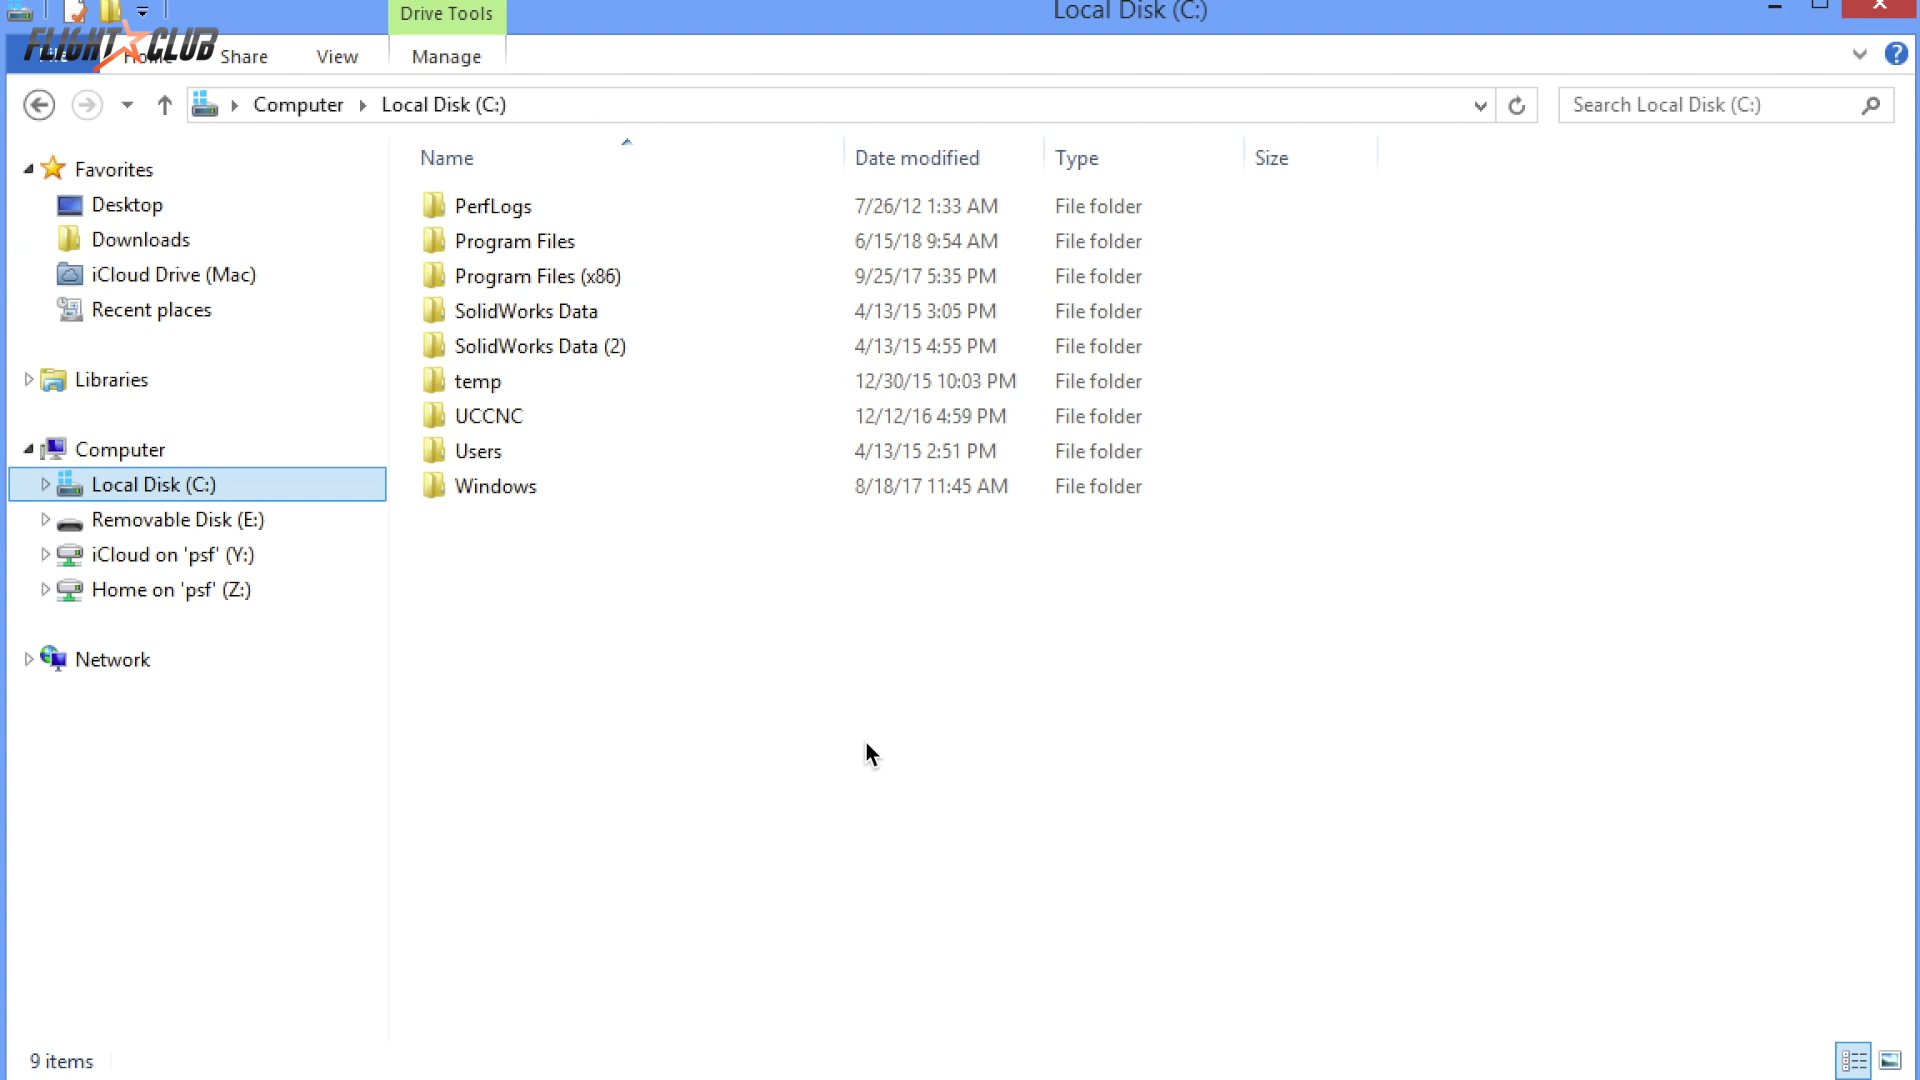 Drive Tools
Local Disk (C:)
FLIGHT CLUB
File
Home
Share
View
Manage
Computer
Local Disk (C:)
Search Local Disk (C:)
Name
Date modified
Type
Size
Favorites
Desktop
Downloads
iCloud Drive (Mac)
Recent places
Libraries
Computer
Local Disk (C:)
Removable Disk (E:)
iCloud on 'psf' (Y:)
Home on 'psf' (Z:)
Network
PerfLogs 7/26/12 1:33 AM File folder
Program Files 6/15/18 9:54 AM File folder
Program Files (x86) 9/25/17 5:35 PM File folder
SolidWorks Data 4/13/15 3:05 PM File folder
SolidWorks Data (2) 4/13/15 4:55 PM File folder
temp 12/30/15 10:03 PM File folder
UCCNC 12/12/16 4:59 PM File folder
Users 4/13/15 2:51 PM File folder
Windows 8/18/17 11:45 AM File folder
9 items